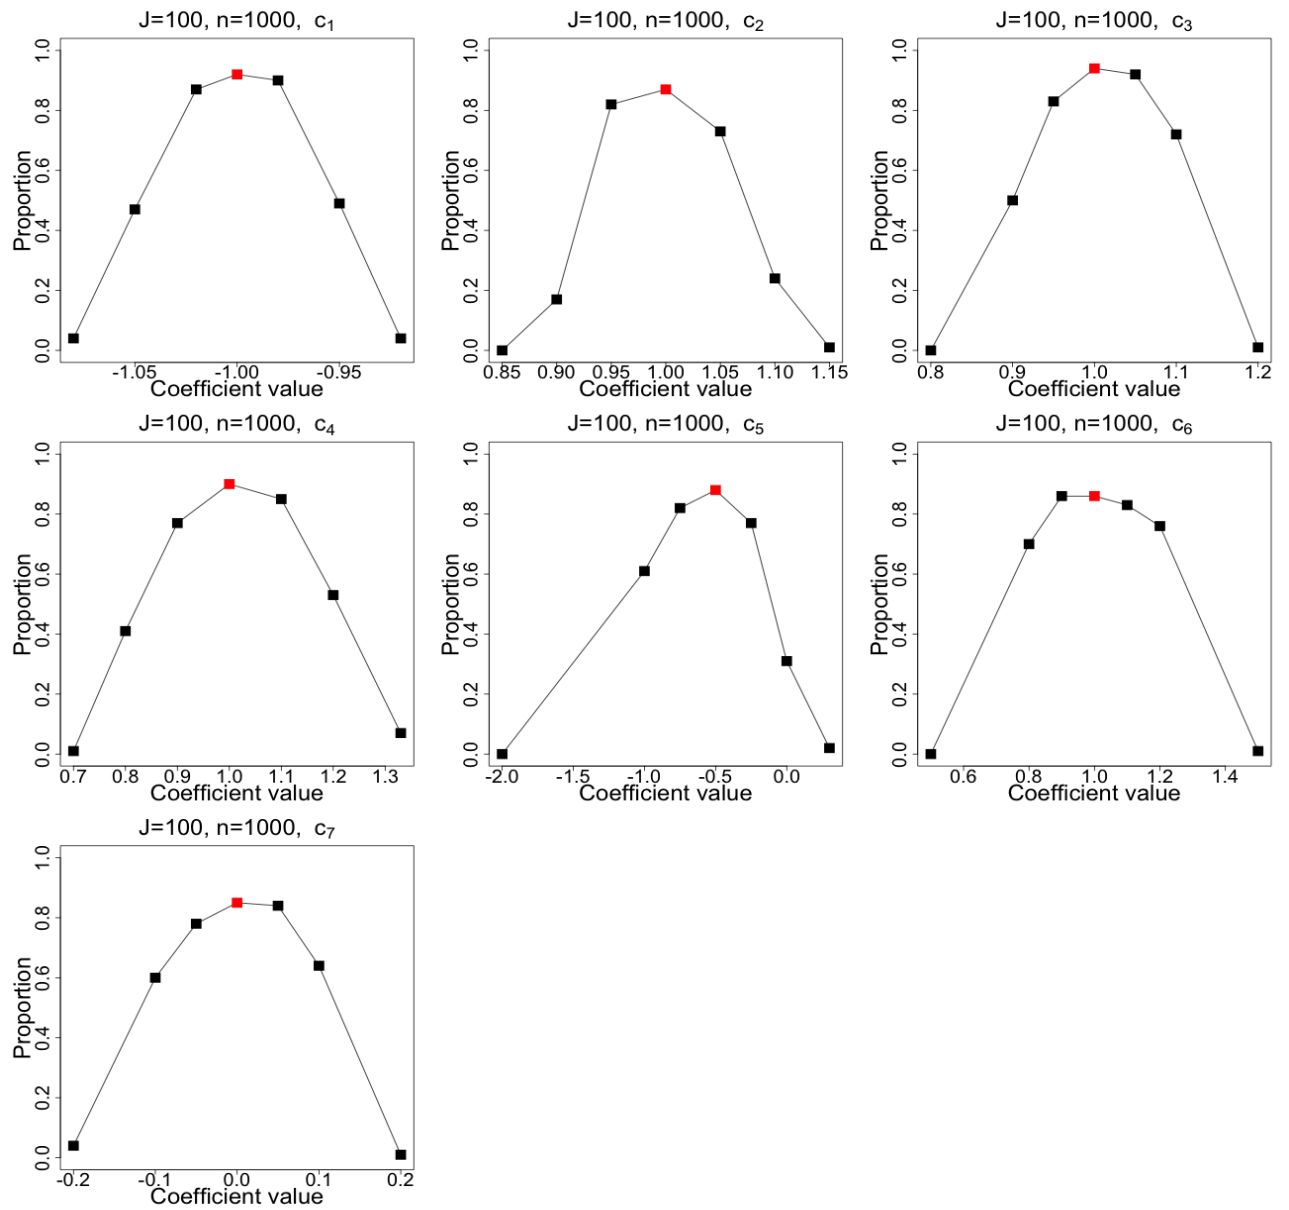 J=100, n=1000, c₁
1.0
0.8
0.6
0.4
0.2
0.0
Proportion
-1.05 -1.00 -0.95
Coefficient value
J=100, n=1000, c₂
1.0
0.8
0.6
0.4
0.2
0.0
Proportion
0.85 0.90 0.95 1.00 1.05 1.10 1.15
Coefficient value
J=100, n=1000, c₃
1.0
0.8
0.6
0.4
0.2
0.0
Proportion
0.8 0.9 1.0 1.1 1.2
Coefficient value
J=100, n=1000, c₄
1.0
0.8
0.6
0.4
0.2
0.0
Proportion
0.7 0.8 0.9 1.0 1.1 1.2 1.3
Coefficient value
J=100, n=1000, c₅
1.0
0.8
0.6
0.4
0.2
0.0
Proportion
-2.0 -1.5 -1.0 -0.5 0.0
Coefficient value
J=100, n=1000, c₆
1.0
0.8
0.6
0.4
0.2
0.0
Proportion
0.6 0.8 1.0 1.2 1.4
Coefficient value
J=100, n=1000, c₇
1.0
0.8
0.6
0.4
0.2
0.0
Proportion
-0.2 -0.1 0.0 0.1 0.2
Coefficient value